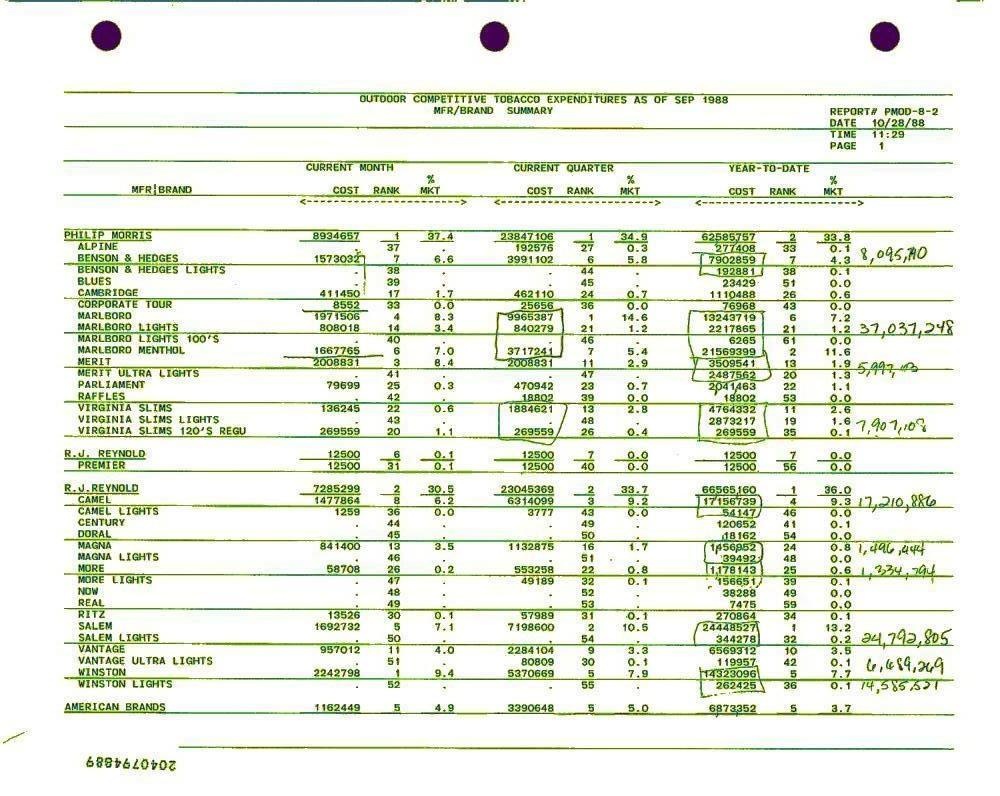 OUTDOOR COMPETITIVE TOBACCO EXPENDITURES AS OF SEP 1988
MFR/BRAND SUMMARY
REPORT# PMOD-8-2
DATE 10/28/88
TIME 11:29
PAGE 1
CURRENT MONTH CURRENT QUARTER YEAR-TO-DATE
% % %
MFR|BRAND COST RANK MKT COST RANK MKT COST RANK MKT
<----------------------> <--------------------> <---------------------->
PHILIP MORRIS 8934657 1 37.4 23847106 1 34.9 62585757 2 33.8
ALPINE . 37 . 192576 27 0.3 277408 33 0.1
BENSON & HEDGES 1573032 7 6.6 3991102 6 5.8 7902859 7 4.3
BENSON & HEDGES LIGHTS . 38 . . 44 . 192881 38 0.1
BLUES . 39 . . 45 . 23429 51 0.0
CAMBRIDGE 411450 17 1.7 462110 24 0.7 1110488 26 0.6
CORPORATE TOUR 8552 33 0.0 25656 36 0.0 76968 43 0.0
MARLBORO 1971506 4 8.3 9965387 1 14.6 13243719 6 7.2
MARLBORO LIGHTS 808018 14 3.4 840279 21 1.2 2217865 21 1.2 37,037,248
MARLBORO LIGHTS 100'S . 40 . . 46 . 6265 61 0.0
MARLBORO MENTHOL 1667765 6 7.0 3717241 7 5.4 21569399 2 11.6
MERIT 2008831 3 8.4 2008831 11 2.9 3509541 13 1.9
MERIT ULTRA LIGHTS . 41 . . 47 . 2487562 20 1.3
PARLIAMENT 79699 25 0.3 470942 23 0.7 2041463 22 1.1
RAFFLES . 42 . 18802 39 0.0 18802 53 0.0
VIRGINIA SLIMS 136245 22 0.6 1884621 13 2.8 4764332 11 2.6
VIRGINIA SLIMS LIGHTS . 43 . . 48 . 2873217 19 1.6
VIRGINIA SLIMS 120'S REGU 269559 20 1.1 269559 26 0.4 269559 35 0.1 7,907,108
R.J. REYNOLD 12500 6 0.1 12500 7 0.0 12500 7 0.0
PREMIER 12500 31 0.1 12500 40 0.0 12500 56 0.0
R.J.REYNOLD 7285299 2 30.5 23045369 2 33.7 66565160 1 36.0
CAMEL 1477864 8 6.2 6314099 3 9.2 17156739 4 9.3 17,210,886
CAMEL LIGHTS 1259 36 0.0 3777 43 0.0 54147 46 0.0
CENTURY . 44 . . 49 . 120652 41 0.1
DORAL . 45 . . 50 . 18162 54 0.0
MAGNA 841400 13 3.5 1132875 16 1.7 1456952 24 0.8 1,496,444
MAGNA LIGHTS . 46 . . 51 . 39492 48 0.0
MORE 58708 26 0.2 553258 22 0.8 1178143 25 0.6 1,334,794
MORE LIGHTS . 47 . 49189 32 0.1 156651 39 0.1
NOW . 48 . . 52 . 38288 49 0.0
REAL . 49 . . 53 . 7475 59 0.0
RITZ 13526 30 0.1 57989 31 0.1 270864 34 0.1
SALEM 1692732 5 7.1 7198600 2 10.5 24448527 1 13.2
SALEM LIGHTS . 50 . . 54 . 344278 32 0.2 24,792,805
VANTAGE 957012 11 4.0 2284104 9 3.3 6569312 10 3.5
VANTAGE ULTRA LIGHTS . 51 . 80809 30 0.1 119957 42 0.1 6,689,269
WINSTON 2242798 1 9.4 5370669 5 7.9 14323096 5 7.7
WINSTON LIGHTS . 52 . . 55 . 262425 36 0.1 14,585,521
AMERICAN BRANDS 1162449 5 4.9 3390648 5 5.0 6873352 5 3.7
2040794889